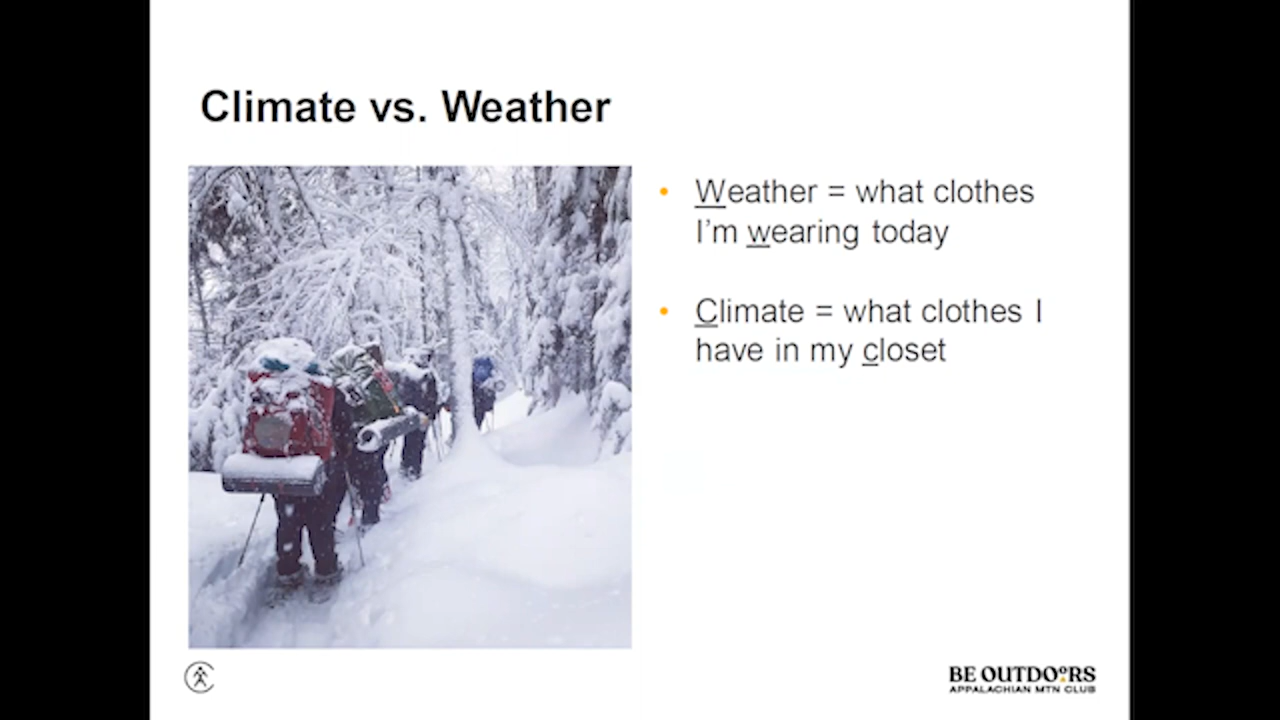 Climate vs. Weather
• Weather = what clothes
I’m wearing today
• Climate = what clothes I
have in my closet
BE OUTDOORS
APPALACHIAN MTN CLUB